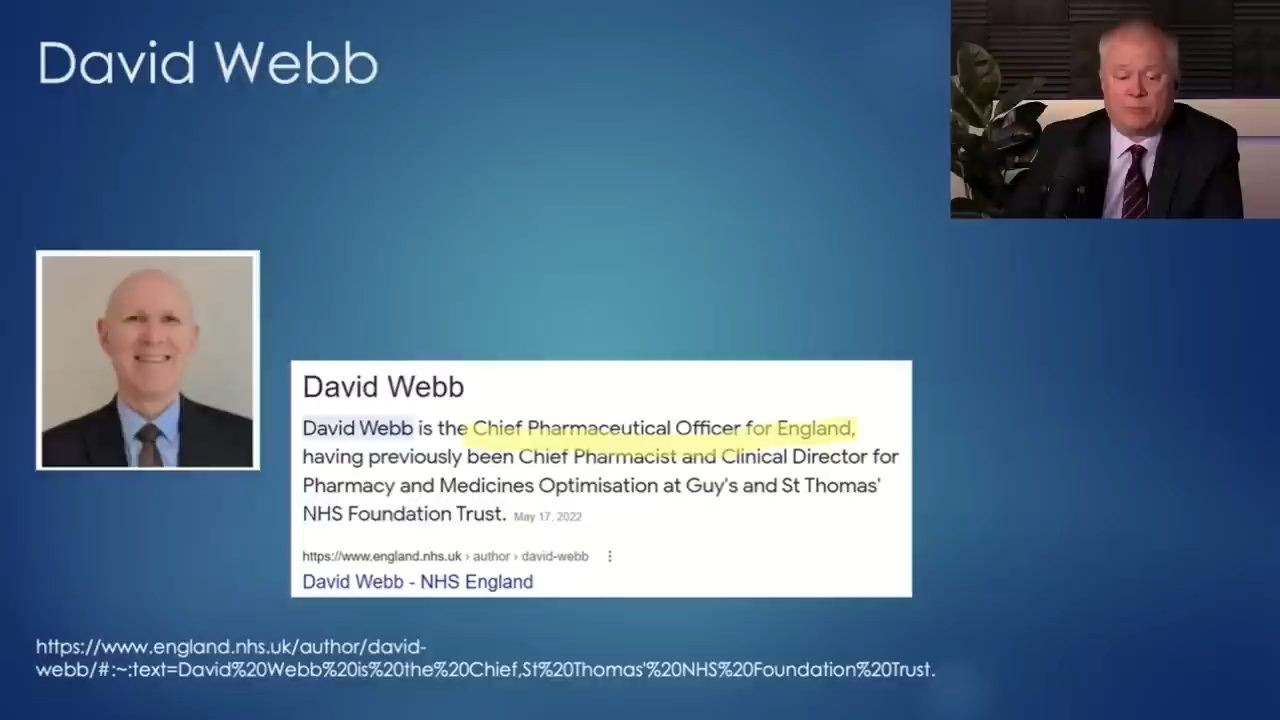 David Webb
David Webb
David Webb is the Chief Pharmaceutical Officer for England,
having previously been Chief Pharmacist and Clinical Director for
Pharmacy and Medicines Optimisation at Guy's and St Thomas'
NHS Foundation Trust. May 17, 2022
https://www.england.nhs.uk › author › david-webb ⋮
David Webb - NHS England
https://www.england.nhs.uk/author/david-
webb/#:~:text=David%20Webb%20is%20the%20Chief,St%20Thomas'%20NHS%20Foundation%20Trust.